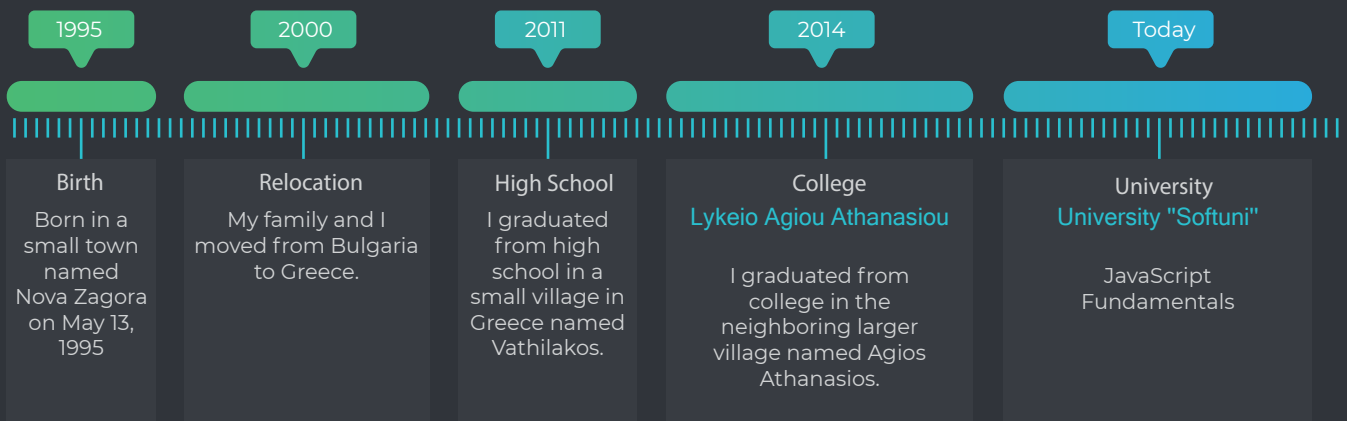 1995
Birth
Born in a
small town
named
Nova Zagora
on May 13,
1995
2000
Relocation
My family and I
moved from Bulgaria
to Greece.
2011
High School
I graduated
from high
school in a
small village in
Greece named
Vathilakos.
2014
College
Lykeio Agiou Athanasiou
I graduated from
college in the
neighboring larger
village named Agios
Athanasios.
Today
University
University "Softuni"
JavaScript
Fundamentals